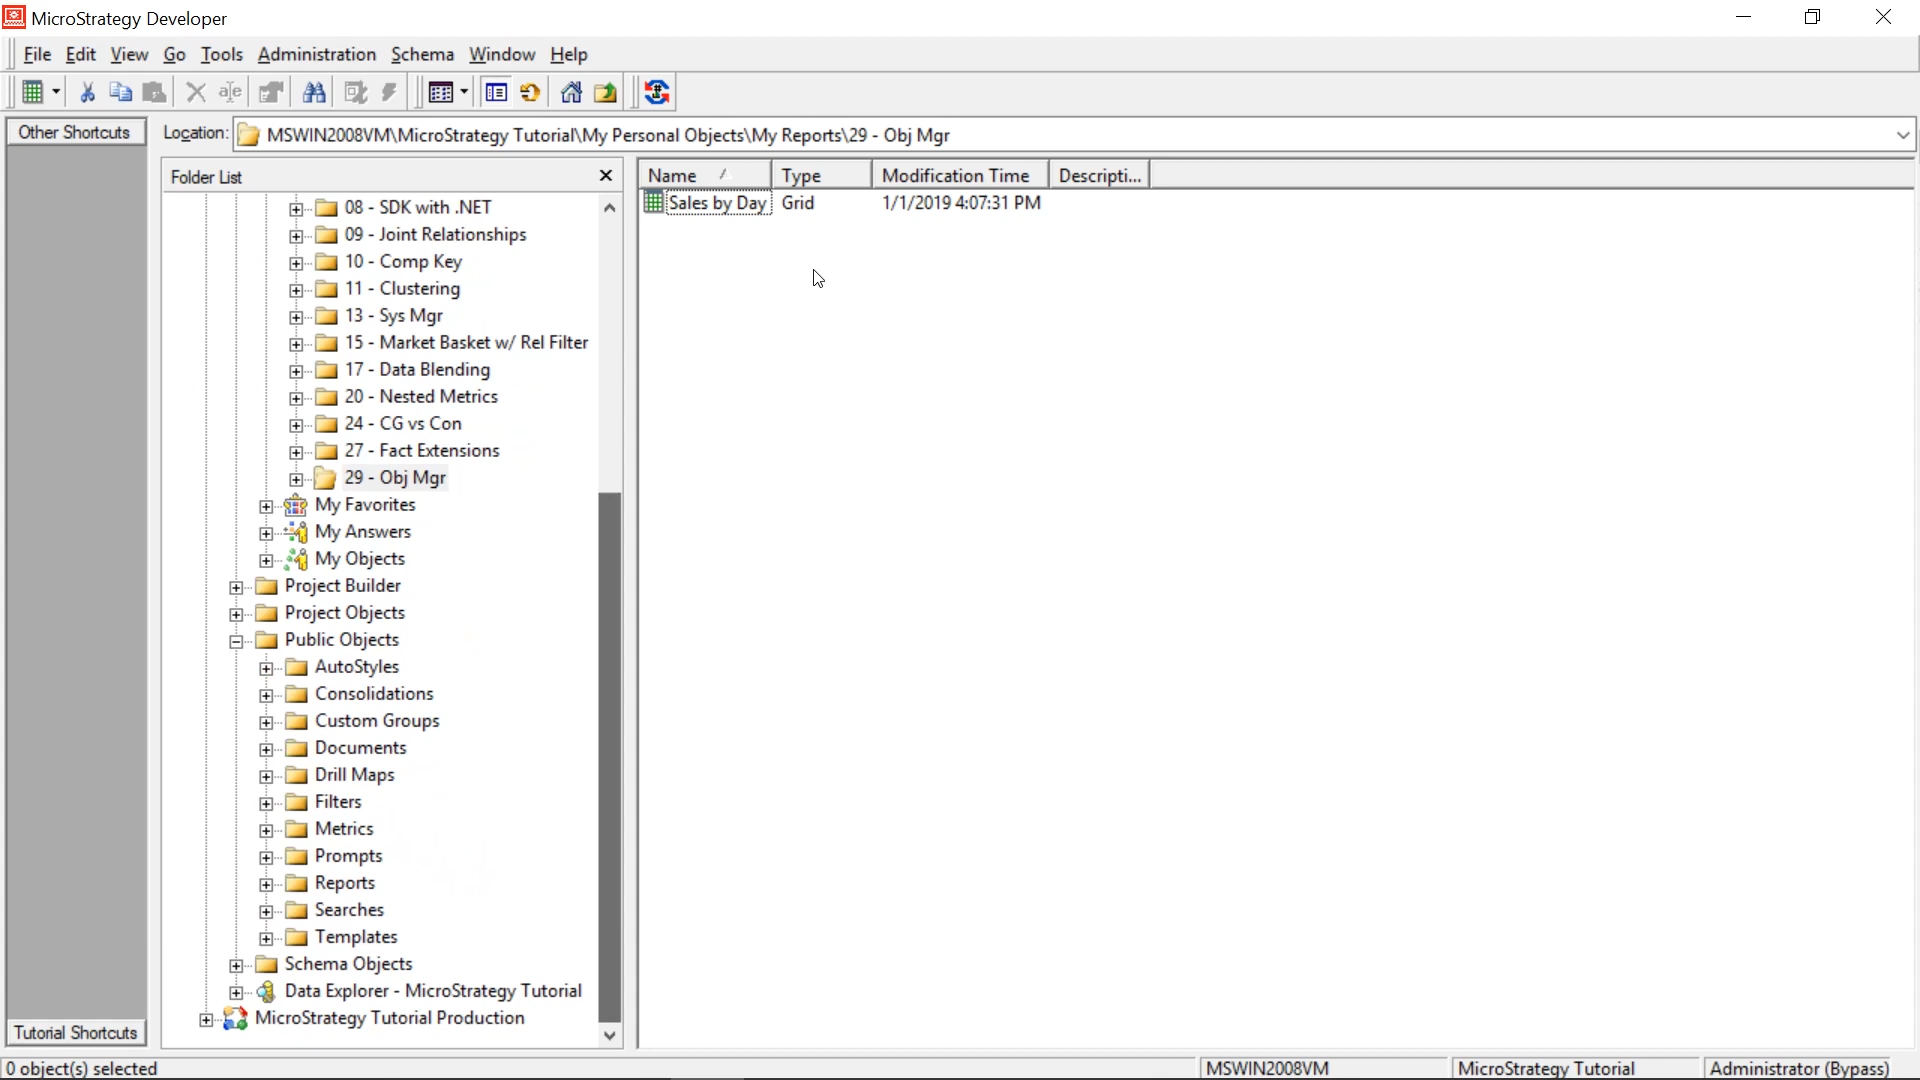 MicroStrategy Developer
File Edit View Go Tools Administration Schema Window Help
Other Shortcuts
Location: MSWIN2008VM\MicroStrategy Tutorial\My Personal Objects\My Reports\29 - Obj Mgr
Folder List
08 - SDK with .NET
09 - Joint Relationships
10 - Comp Key
11 - Clustering
13 - Sys Mgr
15 - Market Basket w/ Rel Filter
17 - Data Blending
20 - Nested Metrics
24 - CG vs Con
27 - Fact Extensions
29 - Obj Mgr
My Favorites
My Answers
My Objects
Project Builder
Project Objects
Public Objects
AutoStyles
Consolidations
Custom Groups
Documents
Drill Maps
Filters
Metrics
Prompts
Reports
Searches
Templates
Schema Objects
Data Explorer - MicroStrategy Tutorial
MicroStrategy Tutorial Production
Name Type Modification Time Descripti...
Sales by Day Grid 1/1/2019 4:07:31 PM
Tutorial Shortcuts
0 object(s) selected MSWIN2008VM MicroStrategy Tutorial Administrator (Bypass)